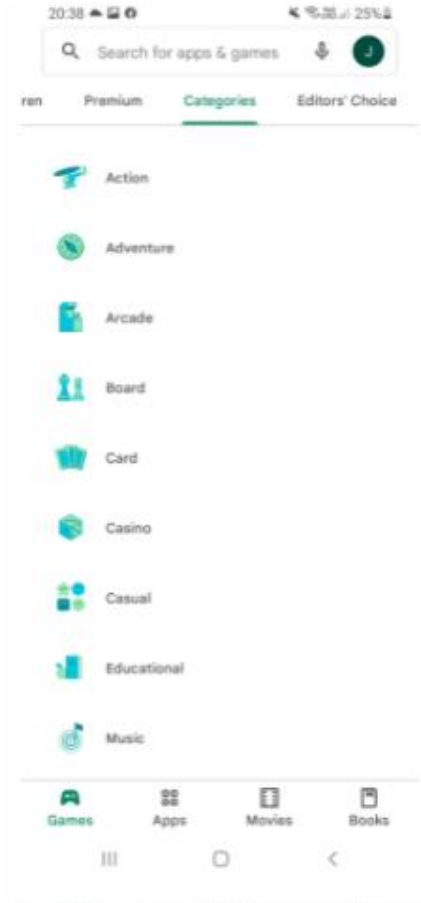 20:38 25%
Search for apps & games J
ren Premium Categories Editors' Choice
Action
Adventure
Arcade
Board
Card
Casino
Casual
Educational
Music
Games Apps Movies Books